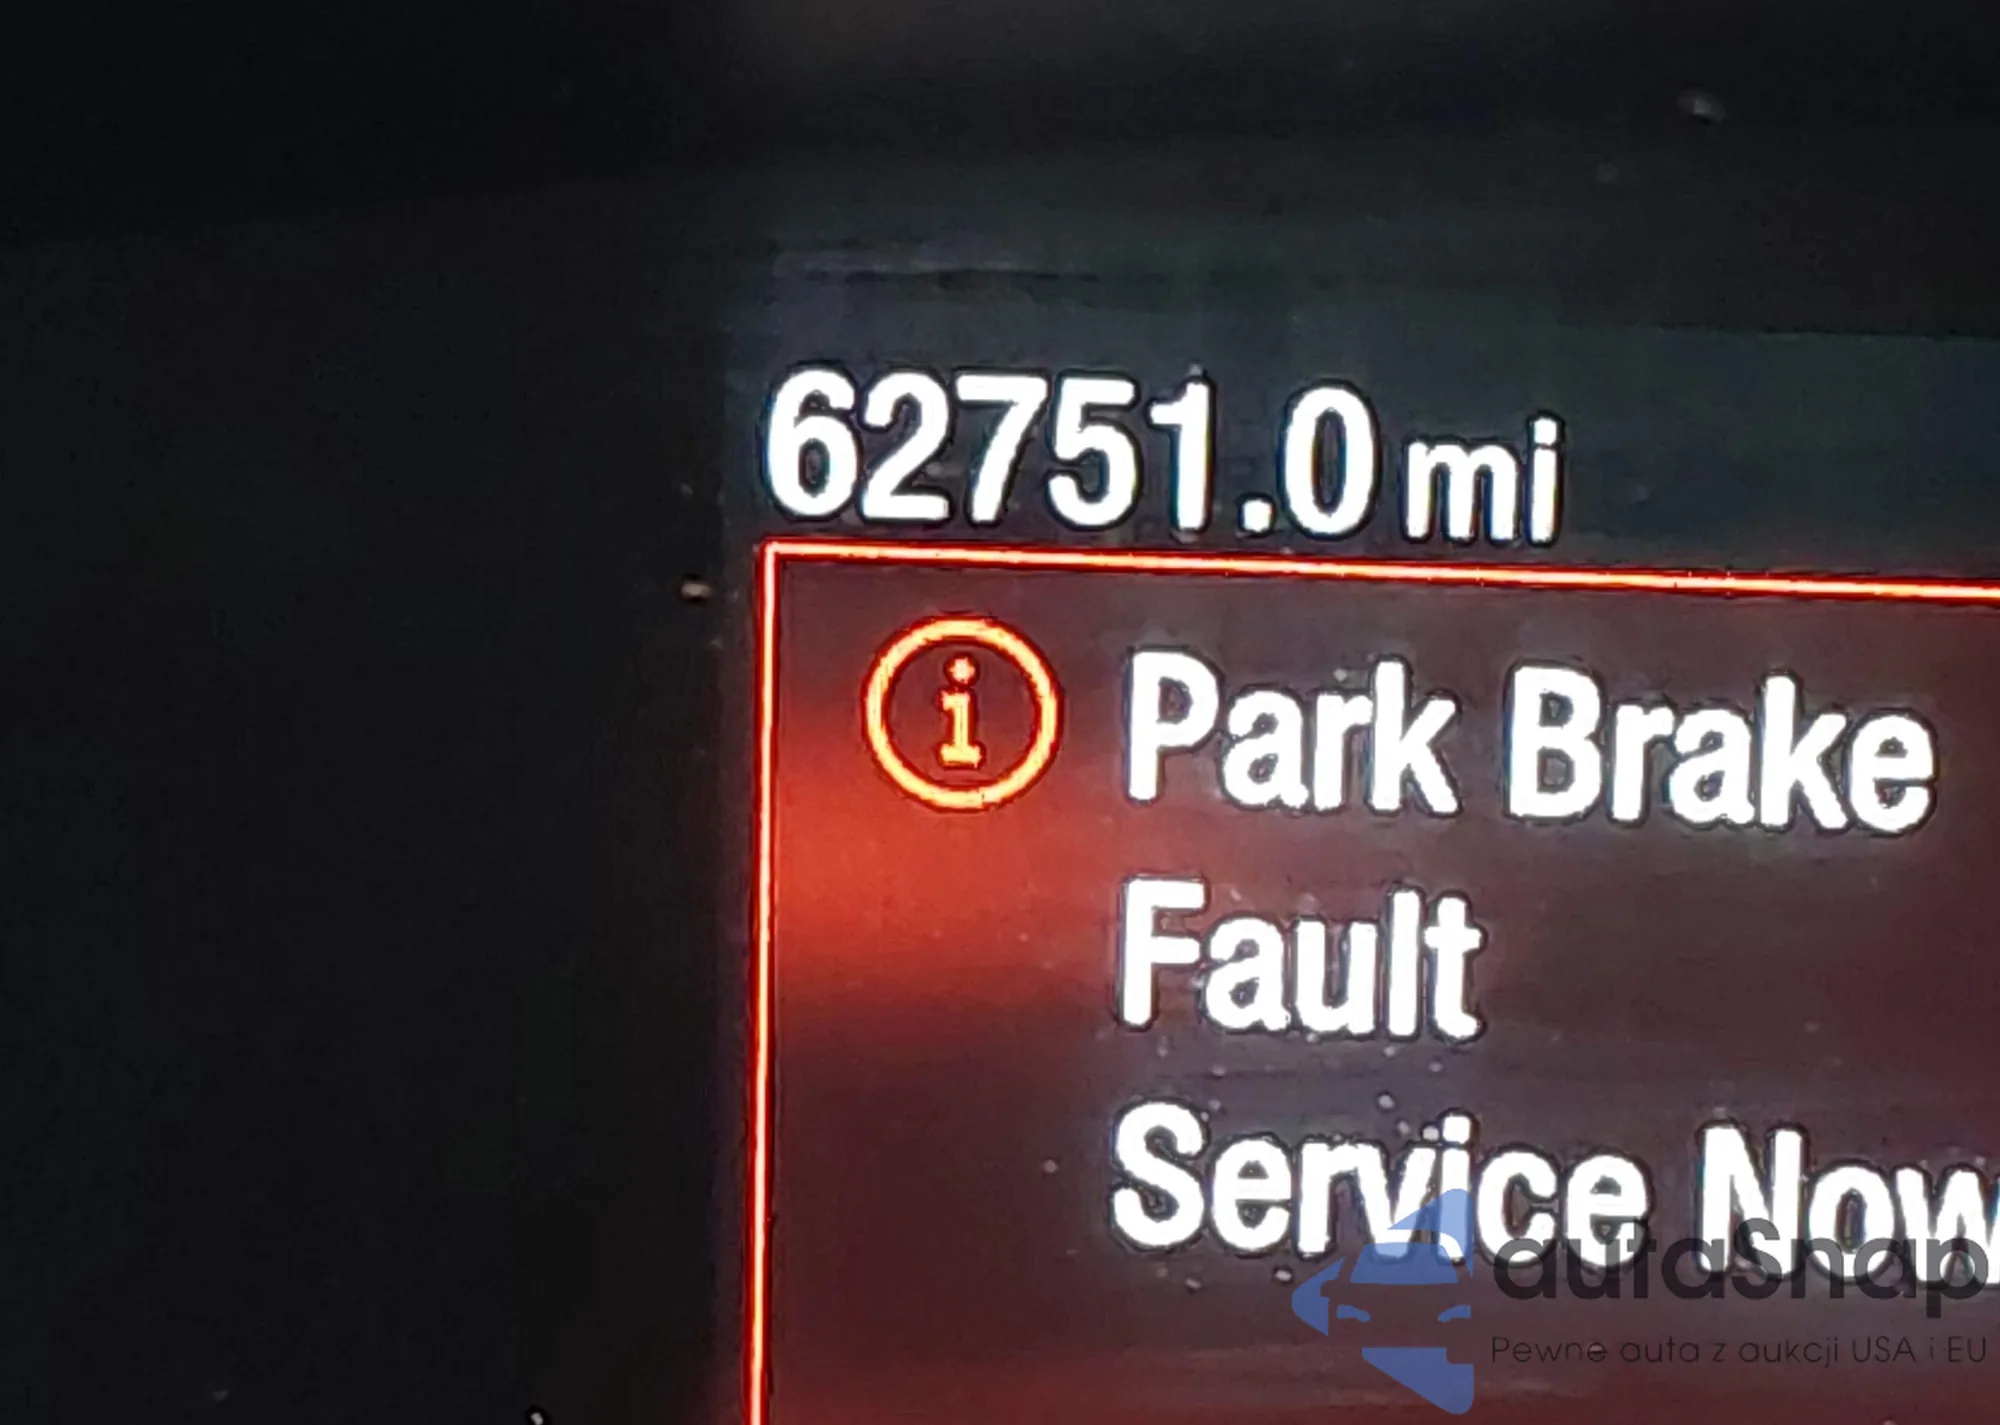 62751.0 mi
Park Brake
Fault
Service Now
autaSnap
Pewne auta z aukcji USA i EU